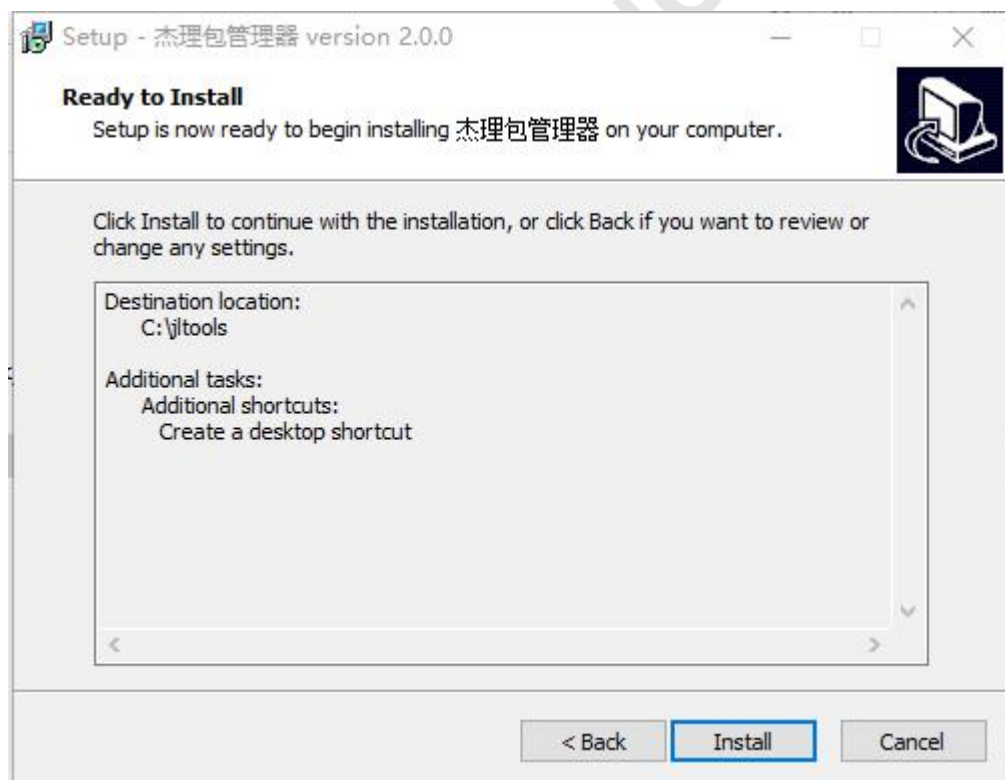 Setup - 杰理包管理器 version 2.0.0
Ready to Install
Setup is now ready to begin installing 杰理包管理器 on your computer.
Click Install to continue with the installation, or click Back if you want to review or
change any settings.
Destination location:
C:\jltools
Additional tasks:
Additional shortcuts:
Create a desktop shortcut
< Back
Install
Cancel